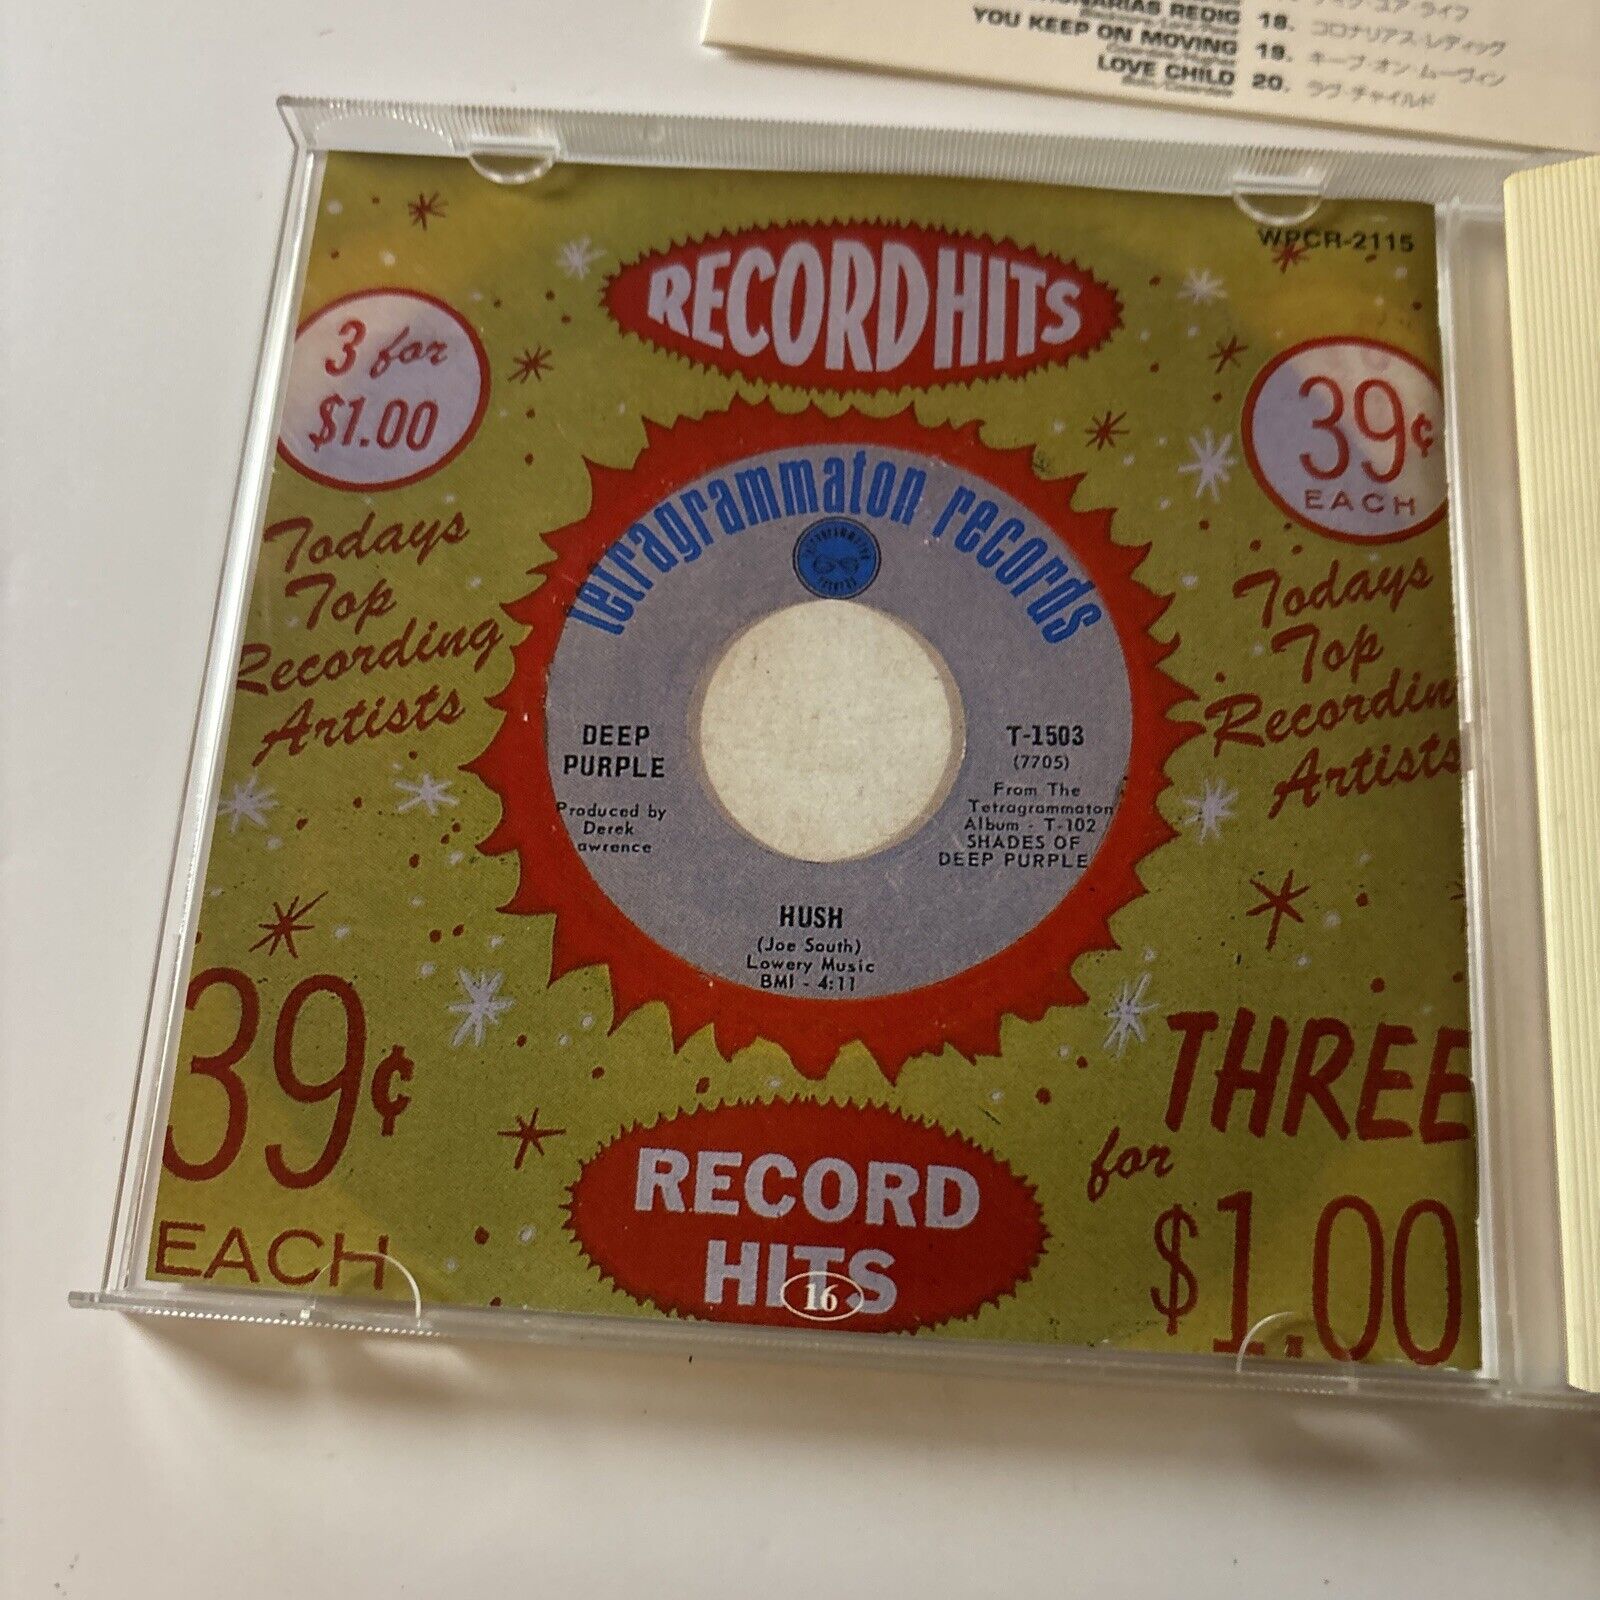 REDIG 18. コロナリアス・レディッグ
YOU KEEP ON MOVING 19. キープ・オン・ムーヴィン
LOVE CHILD 20. ラヴ・チャイルド
WPCR-2115
RECORD HITS
3 for
$1.00
39¢
EACH
Todays
Top
Recording
Artists
Todays
Top
Recordin
Artists
tetragrammaton records
DEEP
PURPLE
Produced by
Derek
awrence
T-1503
(7705)
From The
Tetragrammaton
Album - T-102
SHADES OF
DEEP PURPLE
HUSH
(Joe South)
Lowery Music
BMI - 4:11
39¢
EACH
THREE
for
$1.00
RECORD
HITS
16